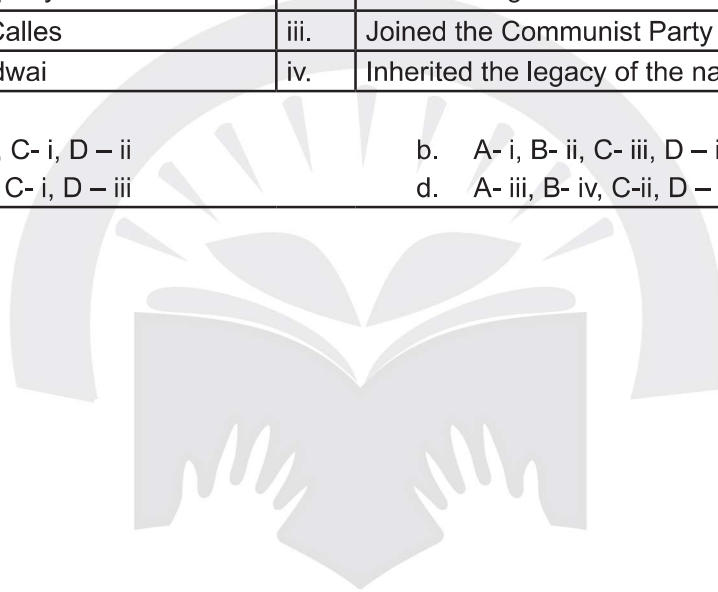 Calles iii. Joined the Communist Party
dwai iv. Inherited the legacy of the na
, C- i, D – ii b. A- i, B- ii, C- iii, D – i
C- i, D – iii d. A- iii, B- iv, C-ii, D –